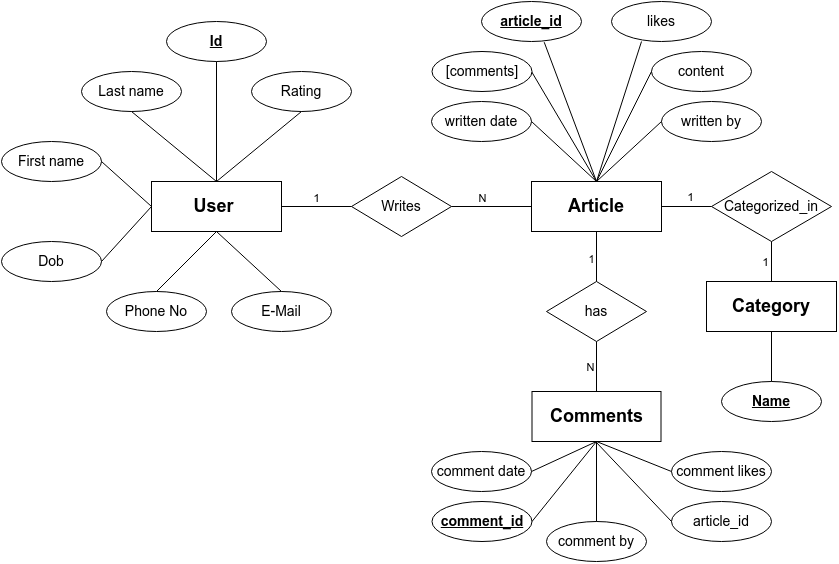 article_id
likes
Id
[comments]
content
Last name
Rating
written date
written by
First name
User
1
Writes
N
Article
1
Categorized_in
Dob
1
1
Phone No
E-Mail
has
Category
N
Name
Comments
comment date
comment likes
comment_id
article_id
comment by